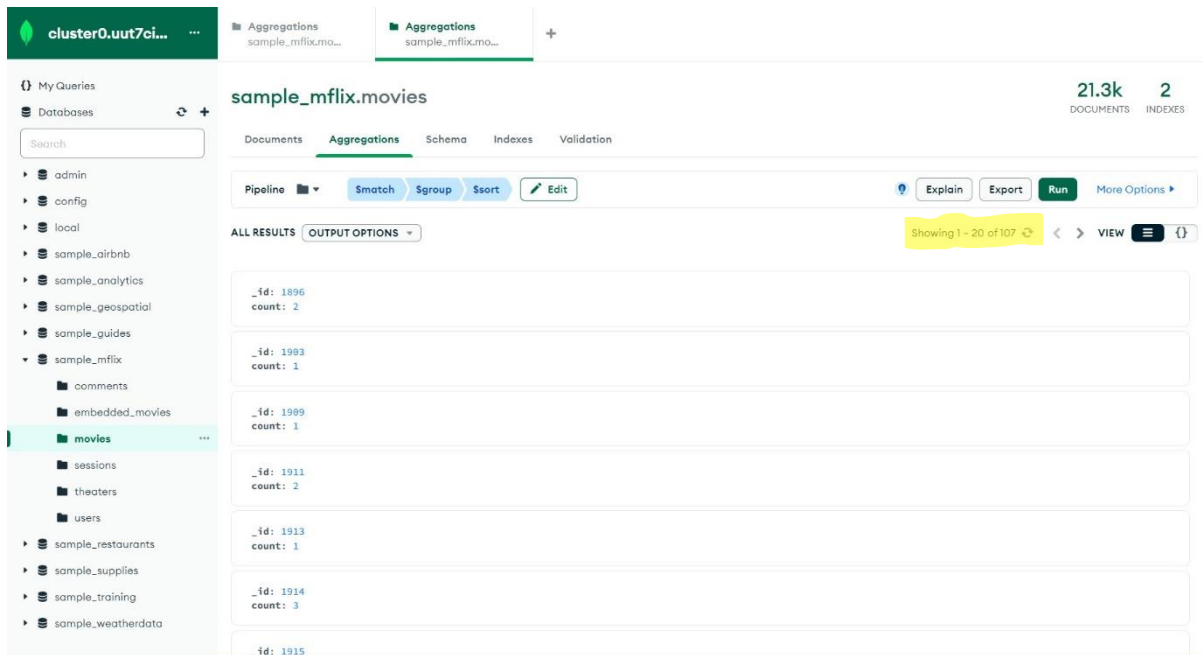 cluster0.uut7ci... ...
Aggregations
sample_mflix.mo...
Aggregations
sample_mflix.mo...
+
{} My Queries
Databases
Search
admin
config
local
sample_airbnb
sample_analytics
sample_geospatial
sample_guides
sample_mflix
comments
embedded_movies
movies ...
sessions
theaters
users
sample_restaurants
sample_supplies
sample_training
sample_weatherdata
sample_mflix.movies
21.3k 2
DOCUMENTS INDEXES
Documents Aggregations Schema Indexes Validation
Pipeline $match $group $sort Edit Explain Export Run More Options
ALL RESULTS OUTPUT OPTIONS Showing 1 – 20 of 107 < > VIEW {}
_id: 1896
count: 2
_id: 1903
count: 1
_id: 1909
count: 1
_id: 1911
count: 2
_id: 1913
count: 1
_id: 1914
count: 3
_id: 1915